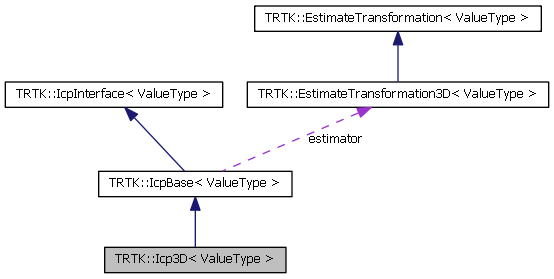 TRTK::EstimateTransformation< ValueType >
TRTK::IcpInterface< ValueType >
TRTK::EstimateTransformation3D< ValueType >
estimator
TRTK::IcpBase< ValueType >
TRTK::Icp3D< ValueType >